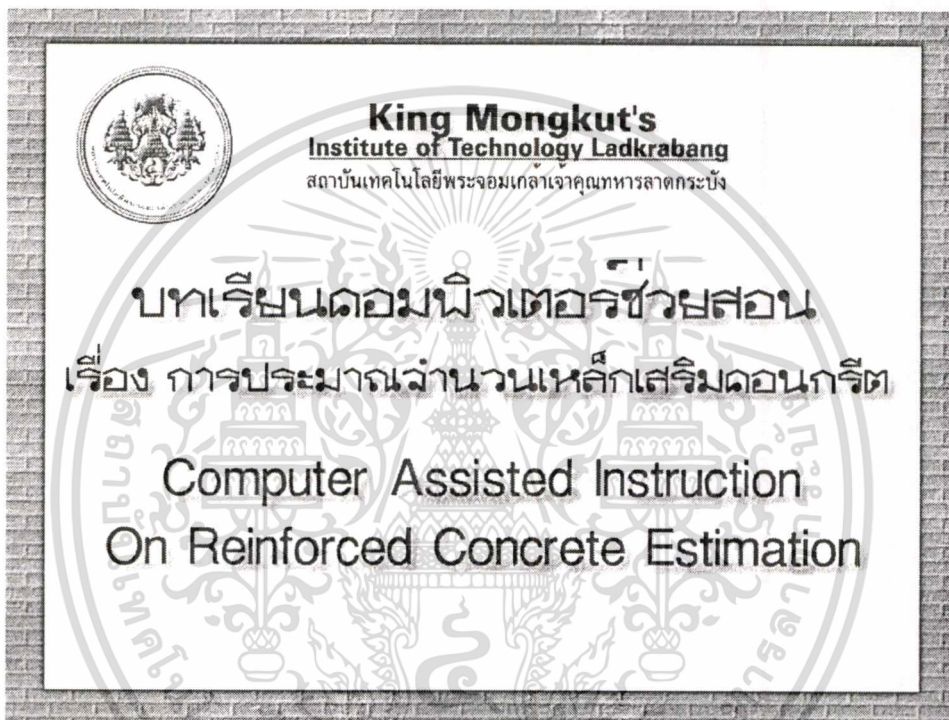 King Mongkut's
Institute of Technology Ladkrabang
สถาบันเทคโนโลยีพระจอมเกล้าเจ้าคุณทหารลาดกระบัง
บทเรียนคอมพิวเตอร์ช่วยสอน
เรื่อง การประมาณจำนวนเหล็กเสริมคอนกรีต
Computer Assisted Instruction
On Reinforced Concrete Estimation